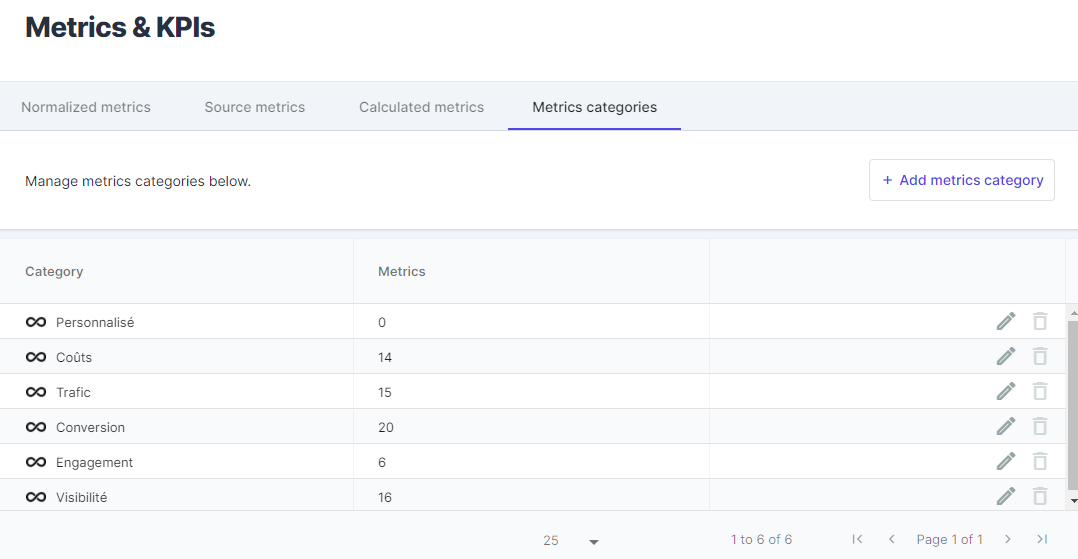 Metrics & KPIs
Normalized metrics Source metrics Calculated metrics Metrics categories
Manage metrics categories below.
+ Add metrics category
Category Metrics
Personnalisé 0
Coûts 14
Trafic 15
Conversion 20
Engagement 6
Visibilité 16
25 1 to 6 of 6 Page 1 of 1